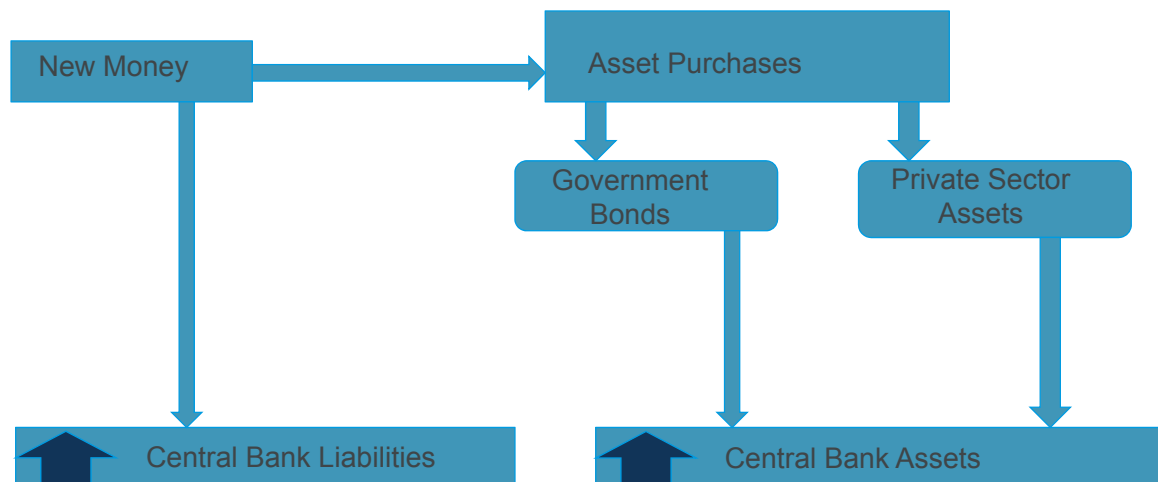 New Money
Asset Purchases
Government
Bonds
Private Sector
Assets
Central Bank Liabilities
Central Bank Assets